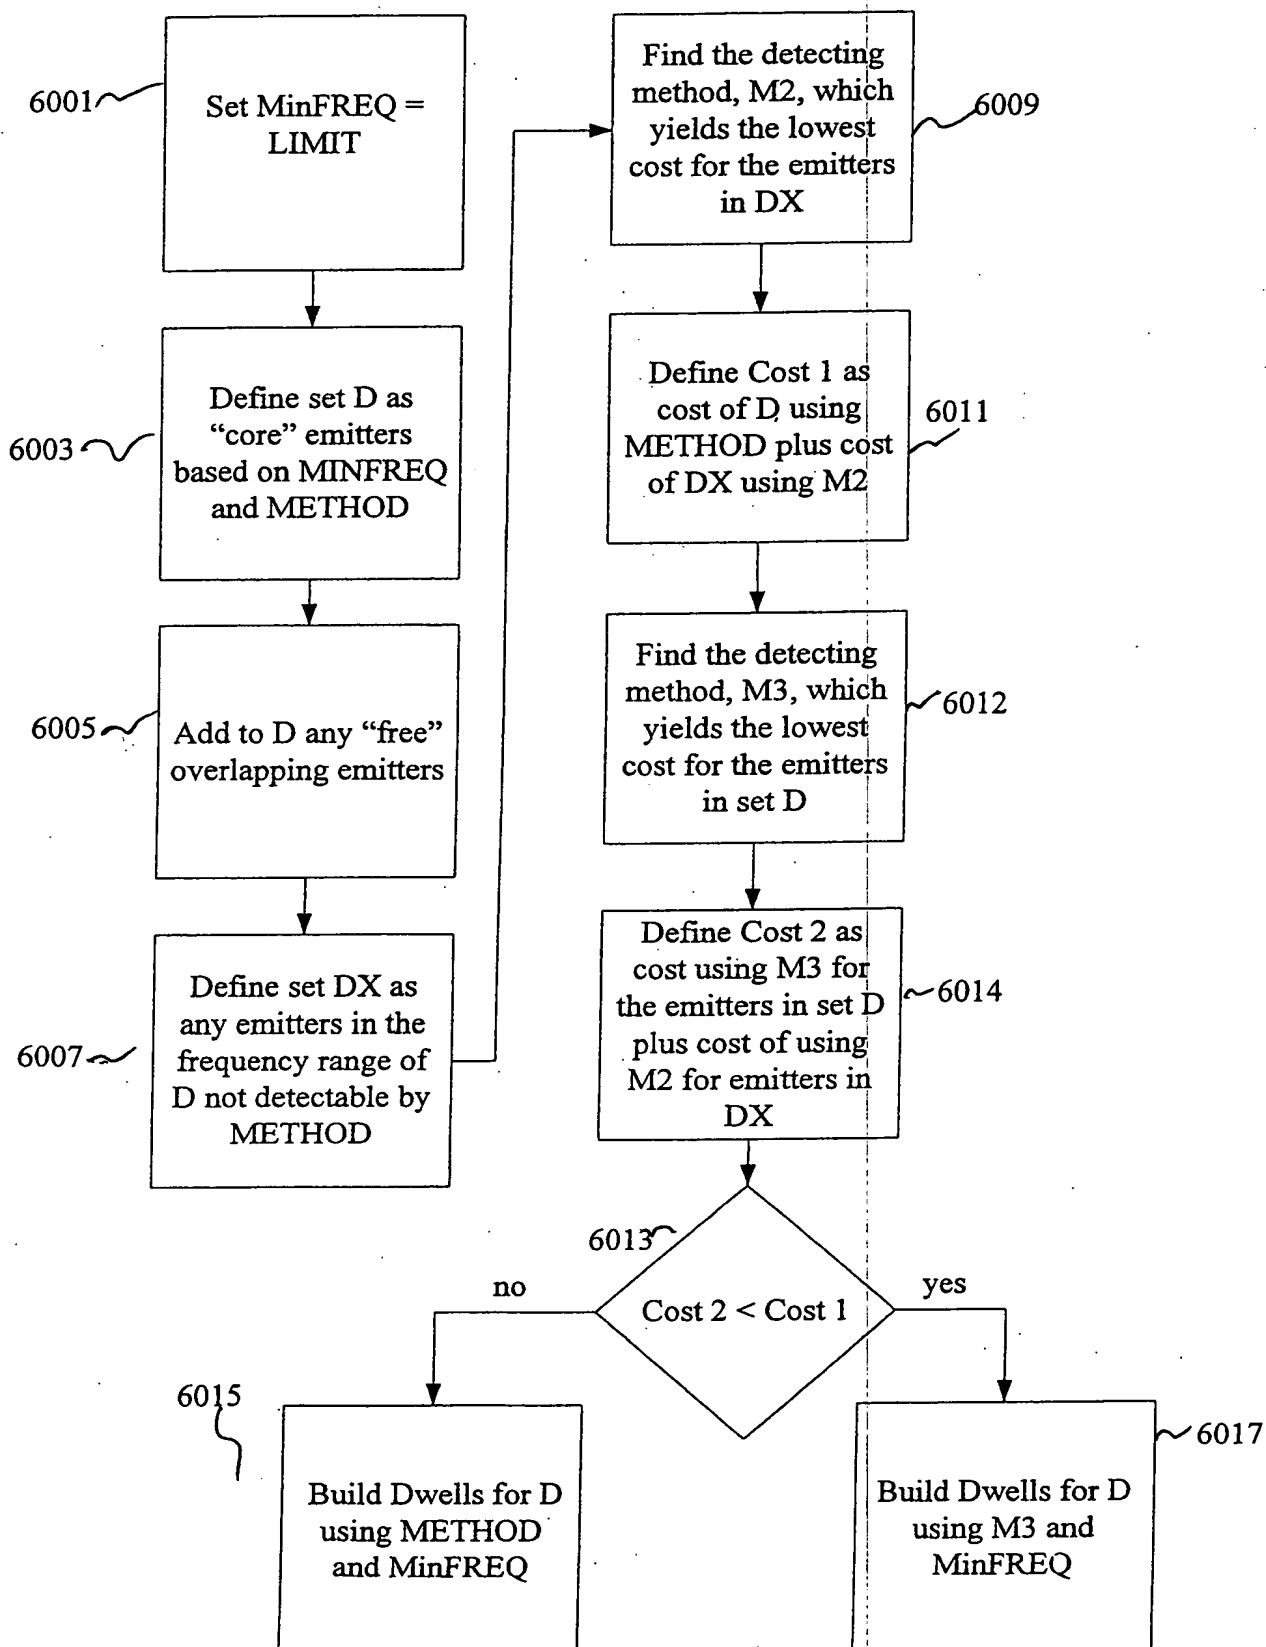 6001
Set MinFREQ =
LIMIT
6003
Define set D as
“core” emitters
based on MINFREQ
and METHOD
6005
Add to D any “free”
overlapping emitters
6007
Define set DX as
any emitters in the
frequency range of
D not detectable by
METHOD
Find the detecting
method, M2, which
yields the lowest
cost for the emitters
in DX
6009
Define Cost 1 as
cost of D using
METHOD plus cost
of DX using M2
6011
Find the detecting
method, M3, which
yields the lowest
cost for the emitters
in set D
6012
Define Cost 2 as
cost using M3 for
the emitters in set D
plus cost of using
M2 for emitters in
DX
6014
6013
Cost 2 < Cost 1
no
yes
6015
Build Dwells for D
using METHOD
and MinFREQ
6017
Build Dwells for D
using M3 and
MinFREQ